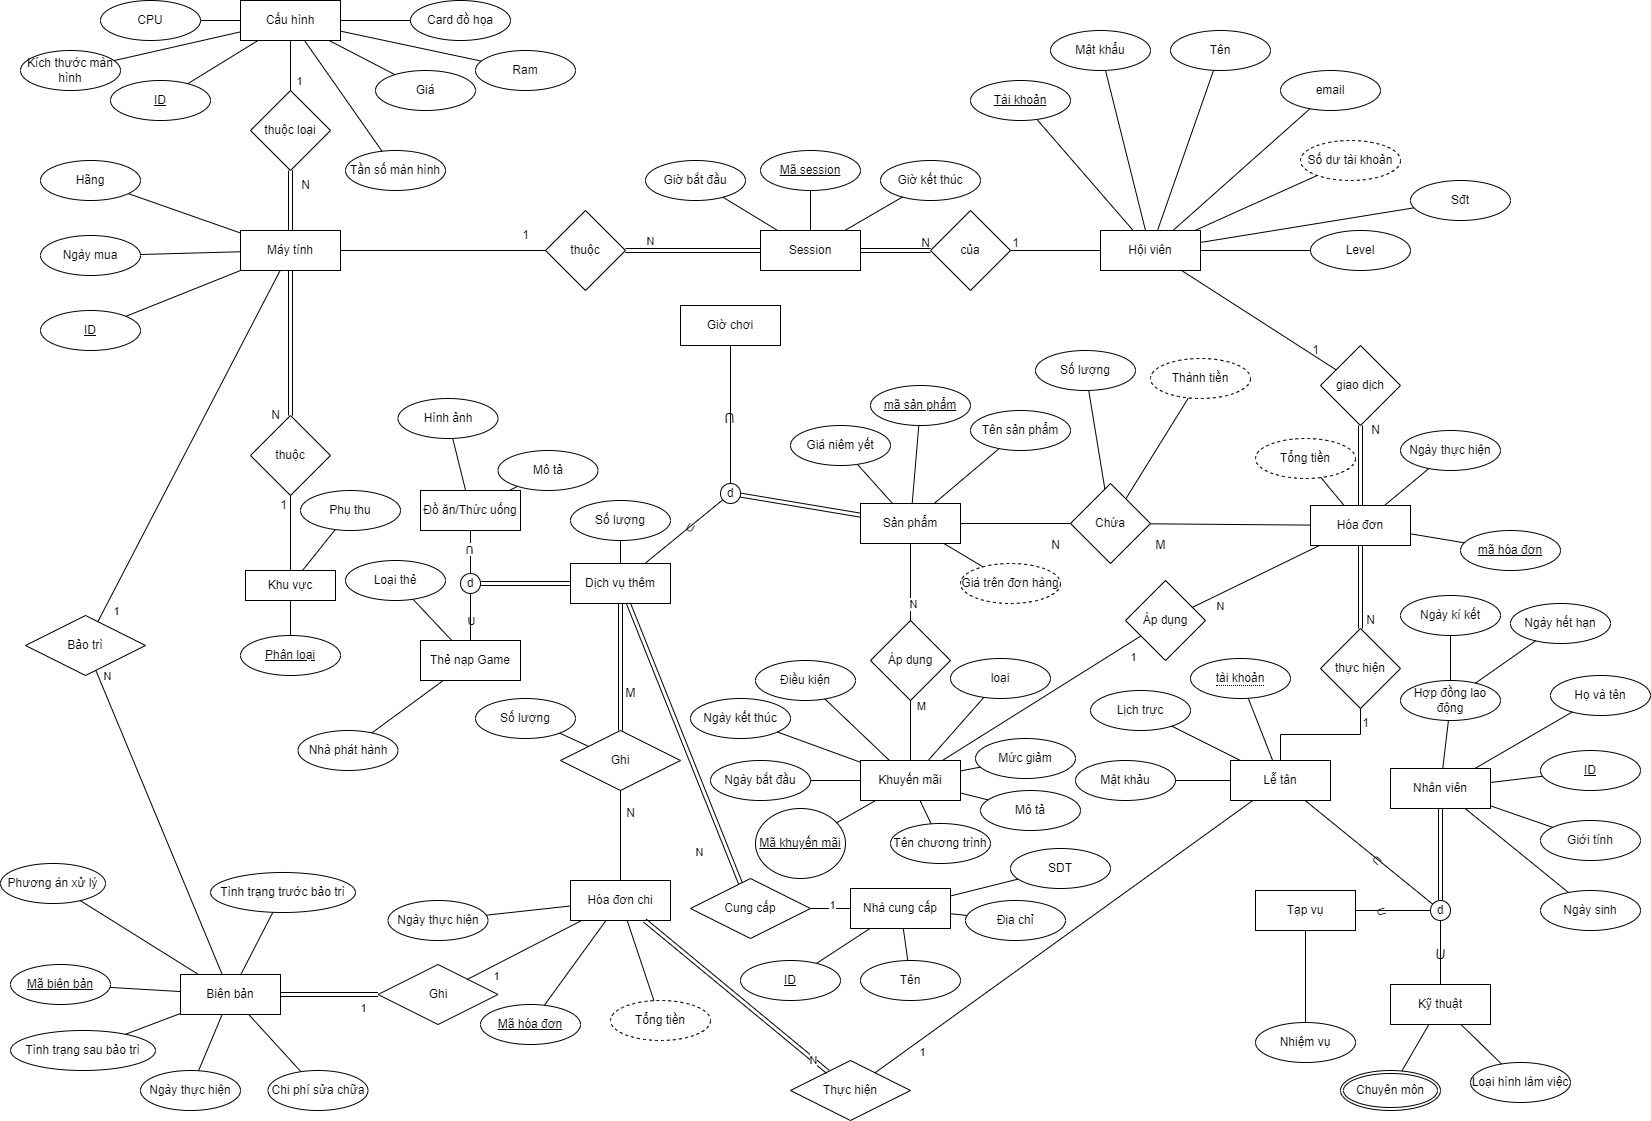 CPU
Cấu hình
Card đồ họa
Kích thước màn
hình
Ram
ID
Giá
1
thuộc loại
Tần số màn hình
N
Mật khẩu
Tên
Tài khoản
email
Số dư tài khoản
Sđt
Level
Hãng
Ngày mua
ID
Máy tính
1
thuộc
N
Giờ bắt đầu
Mã session
Giờ kết thúc
Session
N
của
1
Hội viên
Giờ chơi
1
giao dịch
N
Số lượng
Thành tiền
mã sản phẩm
Giá niêm yết
Tên sản phẩm
Tổng tiền
Ngày thực hiện
N
thuộc
1
Hình ảnh
Mô tả
Đồ ăn/Thức uống
Phụ thu
Số lượng
d
Sản phẩm
Chứa
N
M
Hóa đơn
mã hóa đơn
Khu vực
Phân loại
Loại thẻ
d
Dịch vụ thêm
Giá trên đơn hàng
N
Áp dụng
N
1
N
thực hiện
1
Ngày kí kết
Ngày hết hạn
1
Bảo trì
N
Thẻ nạp Game
Nhà phát hành
Áp dụng
M
Điều kiện
loại
tài khoản
Lịch trực
Hợp đồng lao
động
Họ và tên
M
Số lượng
Ghi
N
Ngày kết thúc
Ngày bắt đầu
Khuyến mãi
Mức giảm
Mô tả
Mã khuyến mãi
Tên chương trình
Mật khảu
Lễ tân
Nhân viên
ID
Giới tính
Ngày sinh
N
Phương án xử lý
Tình trạng trước bảo trì
Hóa đơn chi
Ngày thực hiện
Cung cấp
1
Nhà cung cấp
SDT
Địa chỉ
ID
Tên
Tạp vụ
d
Mã biên bản
Biên bản
1
Ghi
1
Mã hóa đơn
Tổng tiền
Kỹ thuật
Tình trạng sau bảo trì
Ngày thực hiện
Chi phí sửa chữa
N
Thực hiện
1
Nhiệm vụ
Chuyên môn
Loại hình làm việc